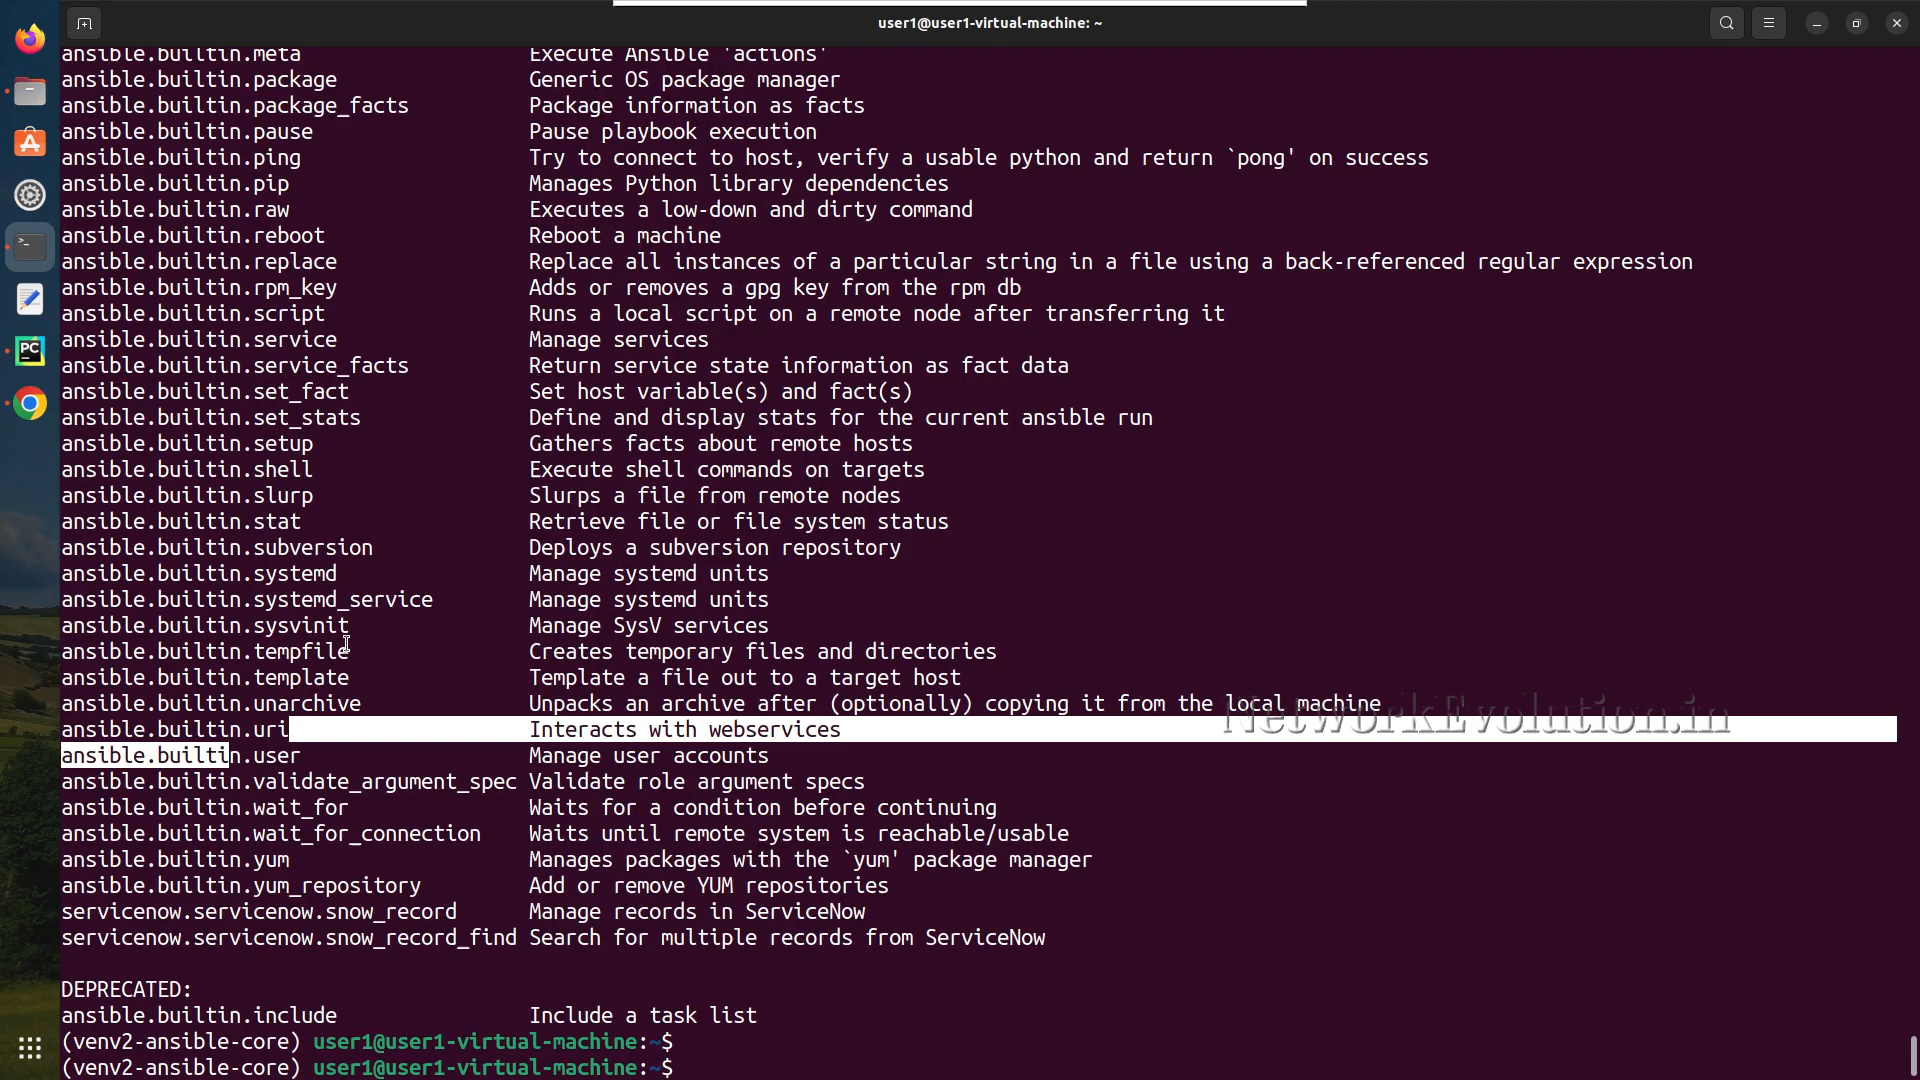 user1@user1-virtual-machine: ~
ansible.builtin.meta Execute Ansible 'actions'
ansible.builtin.package Generic OS package manager
ansible.builtin.package_facts Package information as facts
ansible.builtin.pause Pause playbook execution
ansible.builtin.ping Try to connect to host, verify a usable python and return `pong' on success
ansible.builtin.pip Manages Python library dependencies
ansible.builtin.raw Executes a low-down and dirty command
ansible.builtin.reboot Reboot a machine
ansible.builtin.replace Replace all instances of a particular string in a file using a back-referenced regular expression
ansible.builtin.rpm_key Adds or removes a gpg key from the rpm db
ansible.builtin.script Runs a local script on a remote node after transferring it
ansible.builtin.service Manage services
ansible.builtin.service_facts Return service state information as fact data
ansible.builtin.set_fact Set host variable(s) and fact(s)
ansible.builtin.set_stats Define and display stats for the current ansible run
ansible.builtin.setup Gathers facts about remote hosts
ansible.builtin.shell Execute shell commands on targets
ansible.builtin.slurp Slurps a file from remote nodes
ansible.builtin.stat Retrieve file or file system status
ansible.builtin.subversion Deploys a subversion repository
ansible.builtin.systemd Manage systemd units
ansible.builtin.systemd_service Manage systemd units
ansible.builtin.sysvinit Manage SysV services
ansible.builtin.tempfile Creates temporary files and directories
ansible.builtin.template Template a file out to a target host
ansible.builtin.unarchive Unpacks an archive after (optionally) copying it from the local machine
NetworkEvolution.in
ansible.builtin.uri Interacts with webservices
ansible.builtin.user Manage user accounts
ansible.builtin.validate_argument_spec Validate role argument specs
ansible.builtin.wait_for Waits for a condition before continuing
ansible.builtin.wait_for_connection Waits until remote system is reachable/usable
ansible.builtin.yum Manages packages with the `yum' package manager
ansible.builtin.yum_repository Add or remove YUM repositories
servicenow.servicenow.snow_record Manage records in ServiceNow
servicenow.servicenow.snow_record_find Search for multiple records from ServiceNow
DEPRECATED:
ansible.builtin.include Include a task list
(venv2-ansible-core) user1@user1-virtual-machine:~$
(venv2-ansible-core) user1@user1-virtual-machine:~$
PC